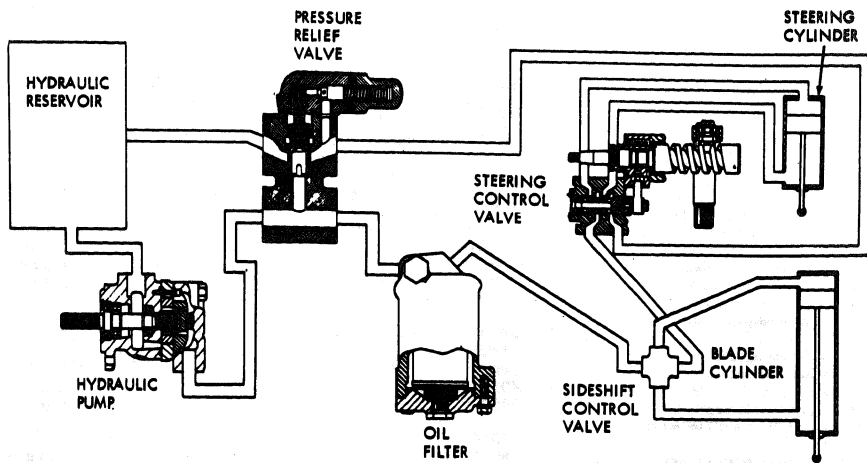 PRESSURE
RELIEF
VALVE
STEERING
CYLINDER
HYDRAULIC
RESERVOIR
STEERING
CONTROL
VALVE
HYDRAULIC
PUMP.
OIL
FILTER
SIDESHIFT
CONTROL
VALVE
BLADE
CYLINDER